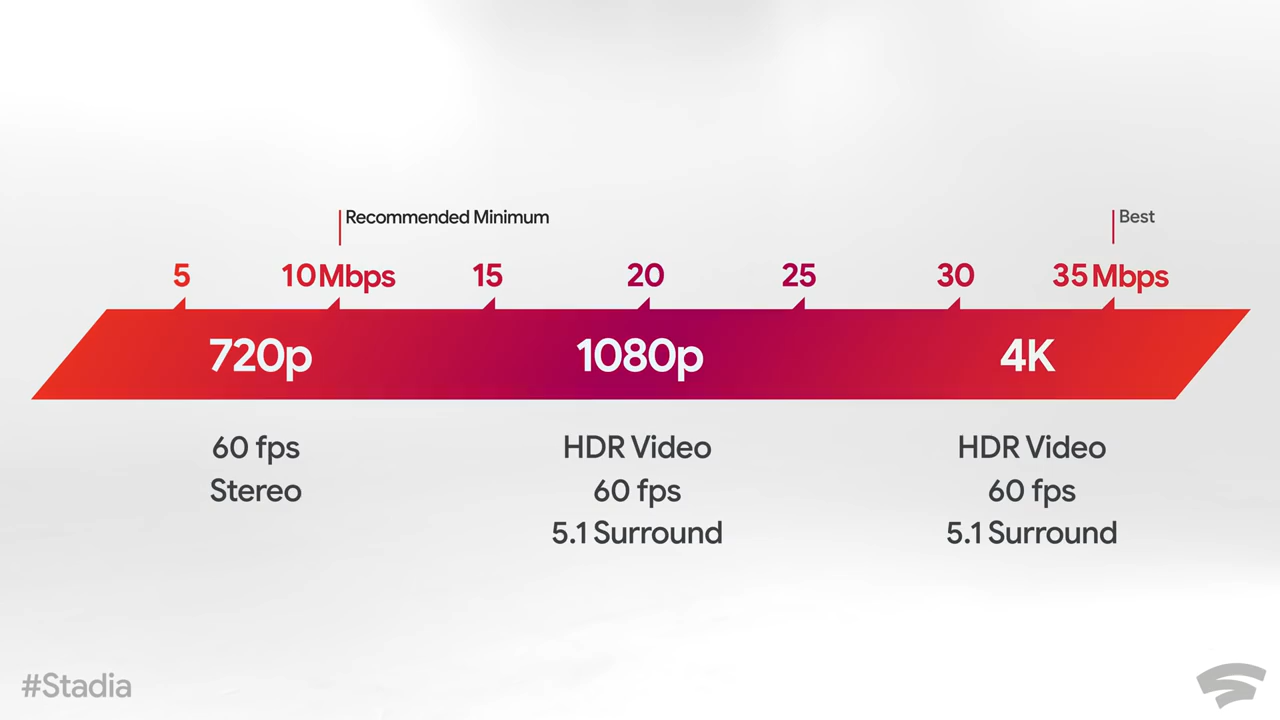 Recommended Minimum
Best
5 10 Mbps 15 20 25 30 35 Mbps
720p 1080p 4K
60 fps HDR Video HDR Video
Stereo 60 fps 60 fps
5.1 Surround 5.1 Surround
#Stadia